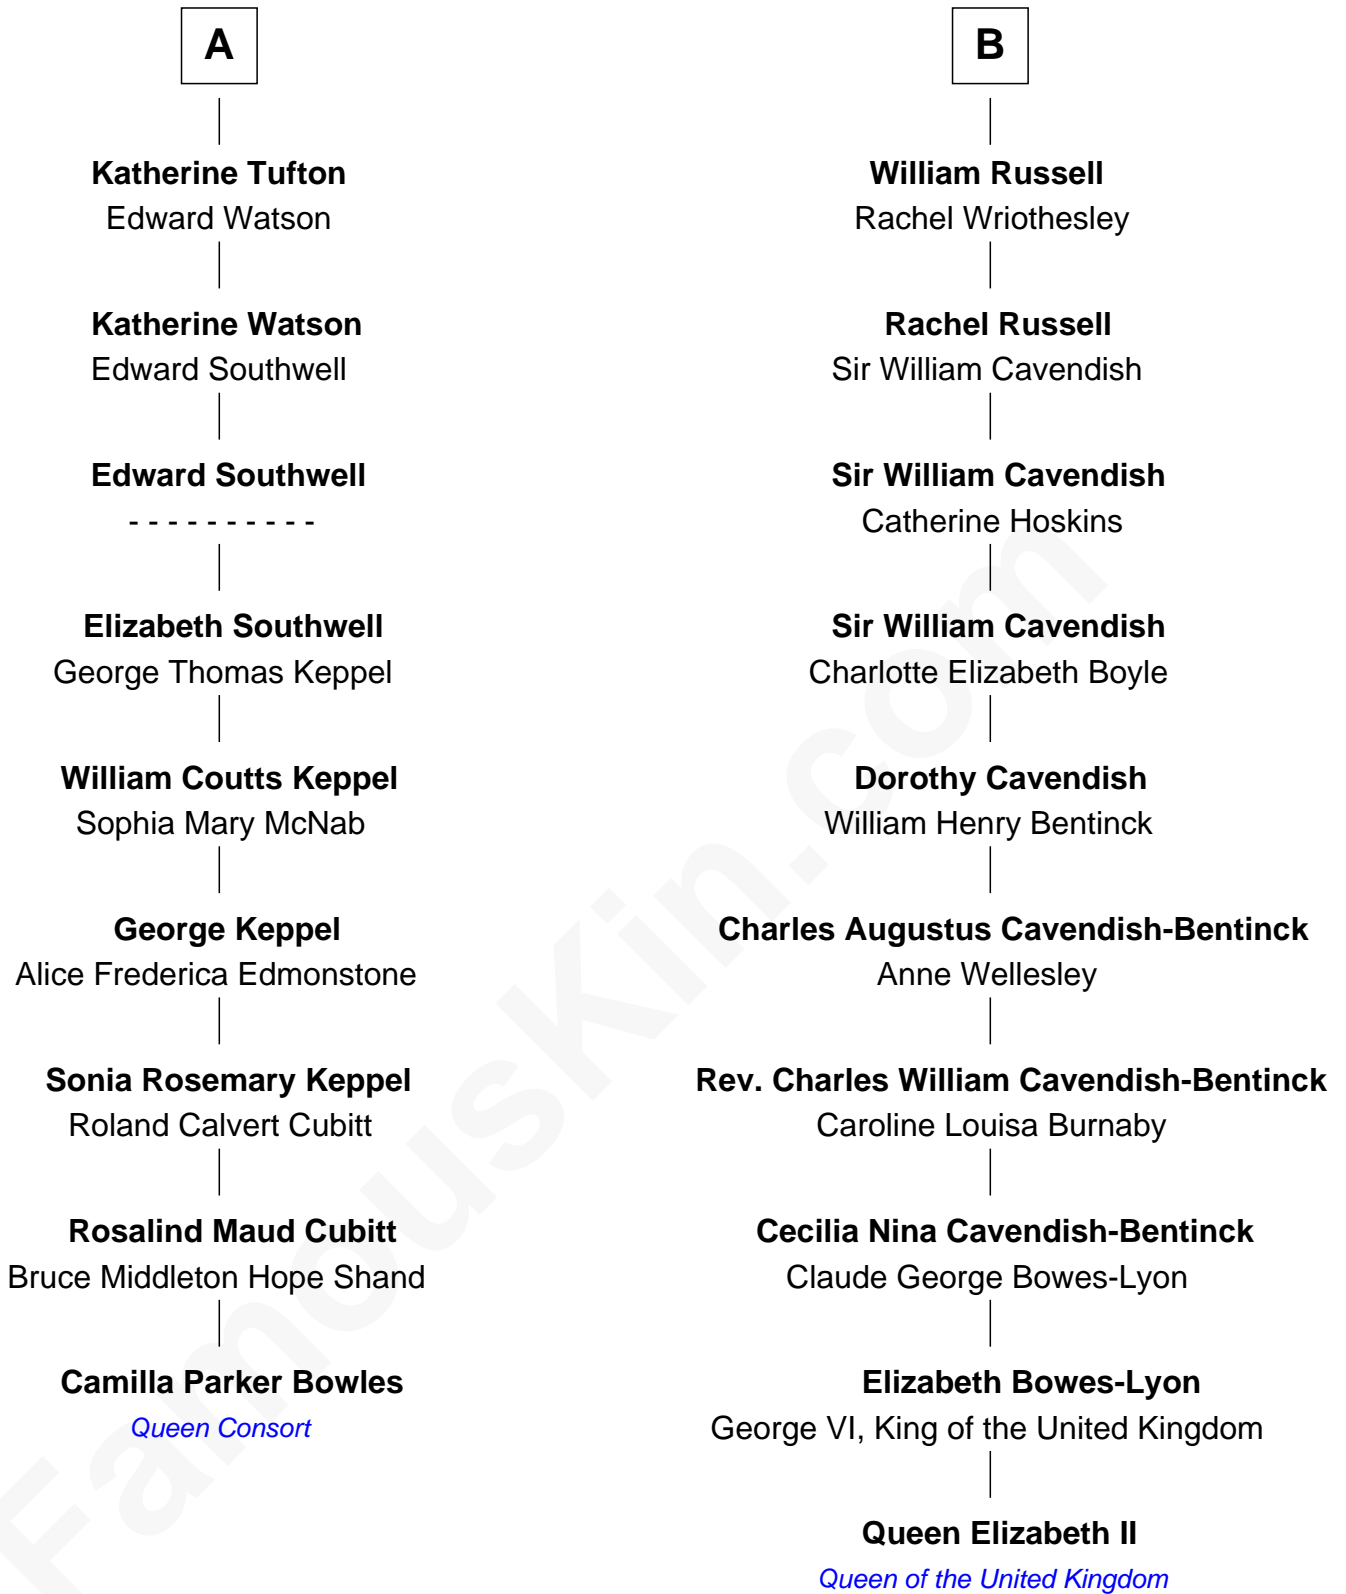 A
Katherine Tufton
Edward Watson
Katherine Watson
Edward Southwell
Edward Southwell
- - - - - - - - - -
Elizabeth Southwell
George Thomas Keppel
William Coutts Keppel
Sophia Mary McNab
George Keppel
Alice Frederica Edmonstone
Sonia Rosemary Keppel
Roland Calvert Cubitt
Rosalind Maud Cubitt
Bruce Middleton Hope Shand
Camilla Parker Bowles
Queen Consort
B
William Russell
Rachel Wriothesley
Rachel Russell
Sir William Cavendish
Sir William Cavendish
Catherine Hoskins
Sir William Cavendish
Charlotte Elizabeth Boyle
Dorothy Cavendish
William Henry Bentinck
Charles Augustus Cavendish-Bentinck
Anne Wellesley
Rev. Charles William Cavendish-Bentinck
Caroline Louisa Burnaby
Cecilia Nina Cavendish-Bentinck
Claude George Bowes-Lyon
Elizabeth Bowes-Lyon
George VI, King of the United Kingdom
Queen Elizabeth II
Queen of the United Kingdom
FamousKin.com